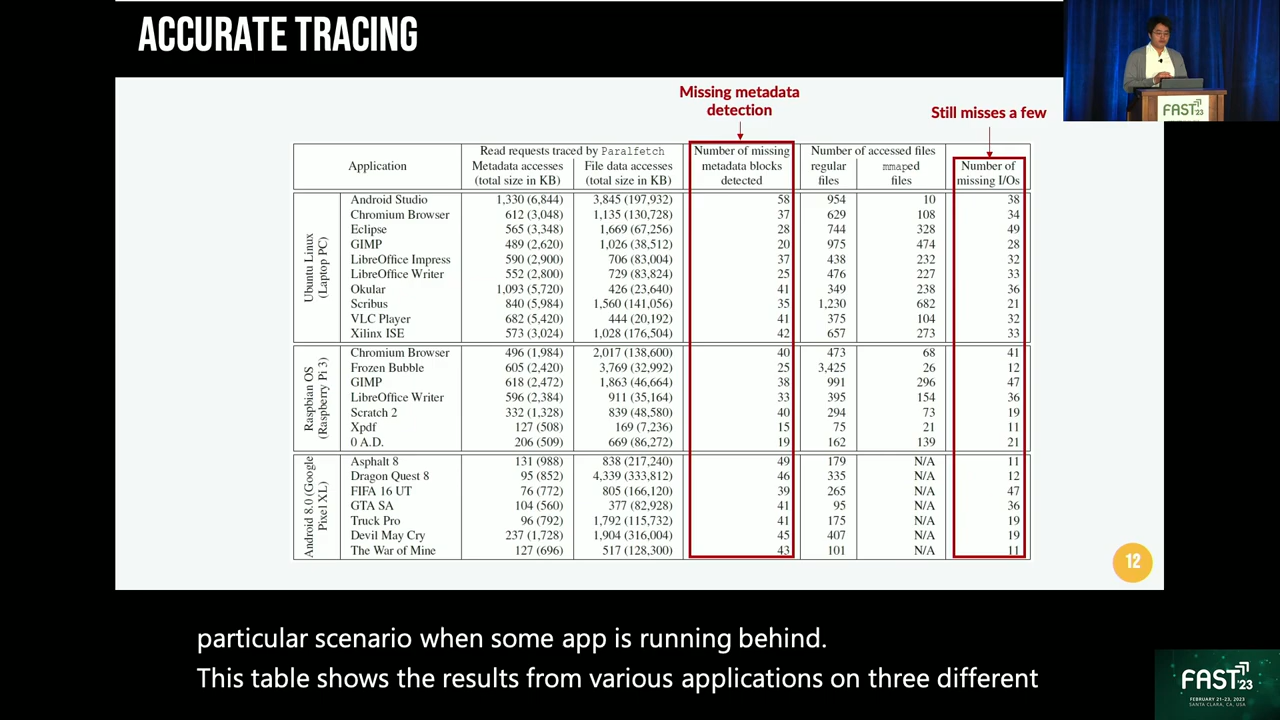 ACCURATE TRACING
FAST'23
Missing metadata
detection
Still misses a few
Application
Read requests traced by Paralfetch
Metadata accesses
(total size in KB)
File data accesses
(total size in KB)
Number of missing
metadata blocks
detected
Number of accessed files
regular
files
mmaped
files
Number of
missing I/Os
Ubuntu Linux
(Laptop PC)
Android Studio 1,330 (6,844) 3,845 (197,932) 58 954 10 38
Chromium Browser 612 (3,048) 1,135 (130,728) 37 629 108 34
Eclipse 565 (3,348) 1,669 (67,256) 28 744 328 49
GIMP 489 (2,620) 1,026 (38,512) 20 975 474 28
LibreOffice Impress 590 (2,900) 706 (83,004) 37 438 232 32
LibreOffice Writer 552 (2,800) 729 (83,824) 25 476 227 33
Okular 1,093 (5,720) 426 (23,640) 41 349 238 36
Scribus 840 (5,984) 1,560 (141,056) 35 1,230 682 21
VLC Player 682 (5,420) 444 (20,192) 41 375 104 32
Xilinx ISE 573 (3,024) 1,028 (176,504) 42 657 273 33
Raspbian OS
(Raspberry Pi 3)
Chromium Browser 496 (1,984) 2,017 (138,600) 40 473 68 41
Frozen Bubble 605 (2,420) 3,769 (32,992) 25 3,425 26 12
GIMP 618 (2,472) 1,863 (46,664) 38 991 296 47
LibreOffice Writer 596 (2,384) 911 (35,164) 33 395 154 36
Scratch 2 332 (1,328) 839 (48,580) 40 294 73 19
Xpdf 127 (508) 169 (7,236) 15 75 21 11
0 A.D. 206 (509) 669 (86,272) 19 162 139 21
Android 8.0 (Google
Pixel XL)
Asphalt 8 131 (988) 838 (217,240) 49 179 N/A 11
Dragon Quest 8 95 (852) 4,339 (333,812) 46 335 N/A 12
FIFA 16 UT 76 (772) 805 (166,120) 39 265 N/A 47
GTA SA 104 (560) 377 (82,928) 41 95 N/A 36
Truck Pro 96 (792) 1,792 (115,732) 41 175 N/A 19
Devil May Cry 237 (1,728) 1,904 (316,004) 45 407 N/A 19
The War of Mine 127 (696) 517 (128,300) 43 101 N/A 11
12
particular scenario when some app is running behind.
This table shows the results from various applications on three different
FAST'23
FEBRUARY 21–23, 2023
SANTA CLARA, CA, USA